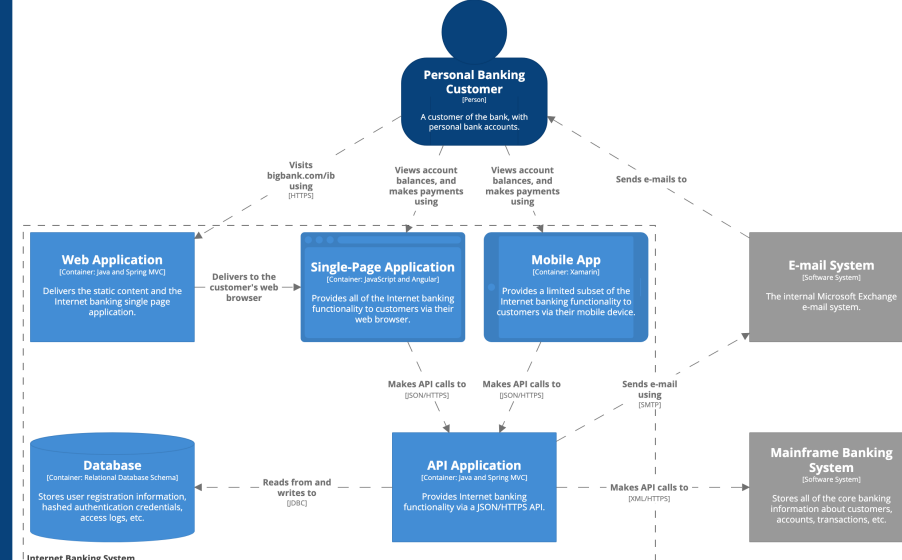 Personal Banking
Customer
[Person]
A customer of the bank, with
personal bank accounts.
Visits
bigbank.com/ib
using
[HTTPS]
Views account
balances, and
makes payments
using
Views account
balances, and
makes payments
using
Sends e-mails to
Web Application
[Container: Java and Spring MVC]
Delivers the static content and the
Internet banking single page
application.
Delivers to the
customer's web
browser
Single-Page Application
[Container: JavaScript and Angular]
Provides all of the Internet banking
functionality to customers via their
web browser.
Mobile App
[Container: Xamarin]
Provides a limited subset of the
Internet banking functionality to
customers via their mobile device.
E-mail System
[Software System]
The internal Microsoft Exchange
e-mail system.
Makes API calls to
[JSON/HTTPS]
Makes API calls to
[JSON/HTTPS]
Sends e-mail
using
[SMTP]
Database
[Container: Relational Database Schema]
Stores user registration information,
hashed authentication credentials,
access logs, etc.
Reads from and
writes to
[JDBC]
API Application
[Container: Java and Spring MVC]
Provides Internet banking
functionality via a JSON/HTTPS API.
Makes API calls to
[XML/HTTPS]
Mainframe Banking
System
[Software System]
Stores all of the core banking
information about customers,
accounts, transactions, etc.
Internet Banking System